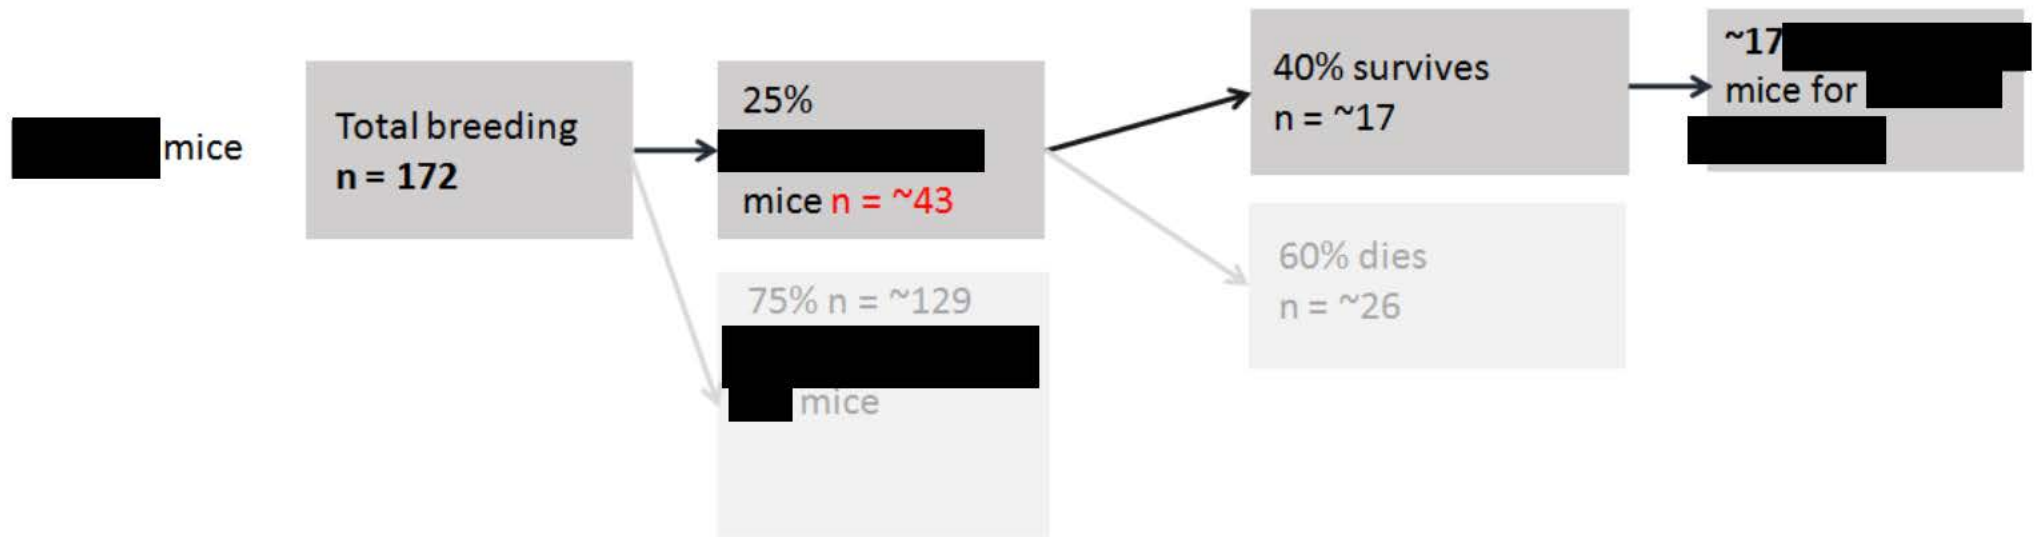 mice
Total breeding
n = 172
25%
mice n = ~43
75% n = ~129
mice
40% survives
n = ~17
60% dies
n = ~26
~17
mice for